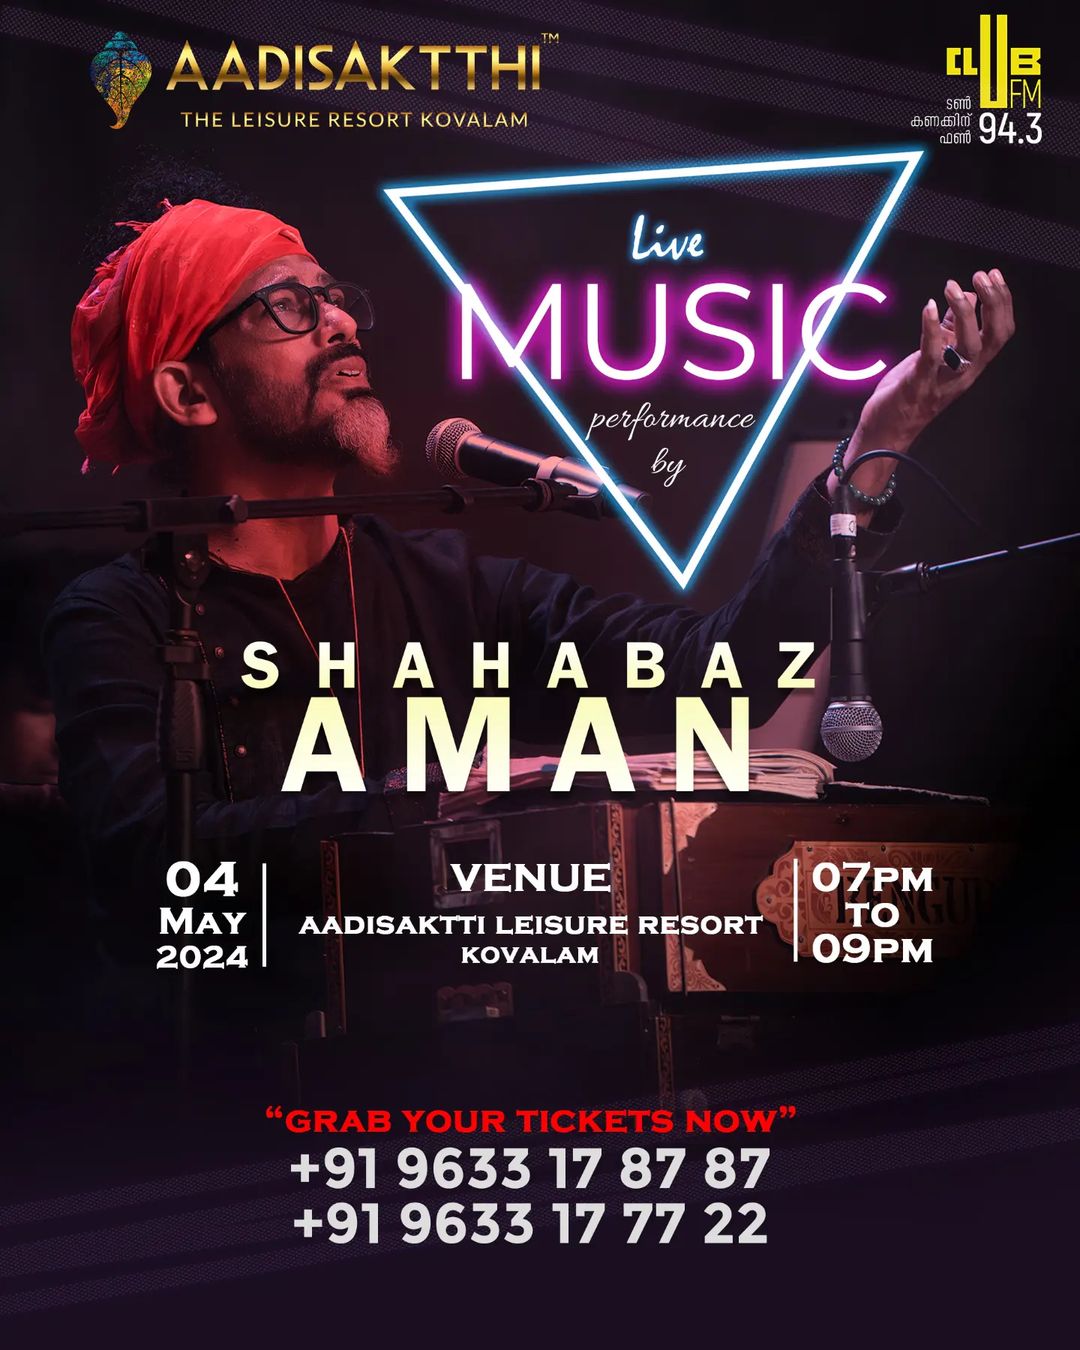 AADISAKTTHI™
THE LEISURE RESORT KOVALAM
CLUB
FM
94.3
ടൺ
കണക്കിന്
ഫൺ
Live
MUSIC
performance
by
SHAHABAZ
AMAN
04
MAY
2024
VENUE
AADISAKTTI LEISURE RESORT
KOVALAM
07PM
TO
09PM
“GRAB YOUR TICKETS NOW”
+91 9633 17 87 87
+91 9633 17 77 22